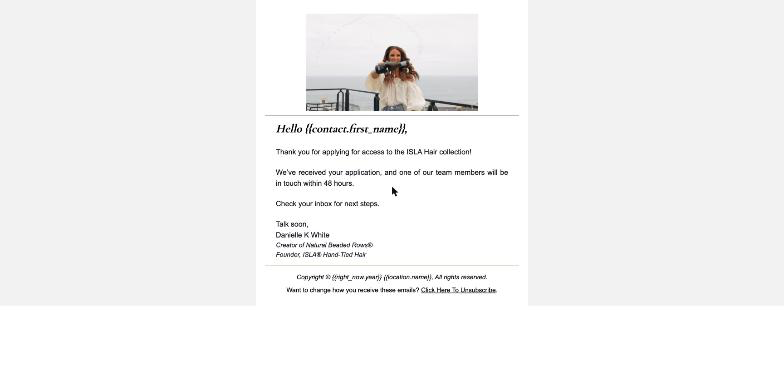 Hello {{contact.first_name}},
Thank you for applying for access to the ISLA Hair collection!
We've received your application, and one of our team members will be
in touch within 48 hours.
Check your inbox for next steps.
Talk soon,
Danielle K White
Creator of Natural Beaded Rows®
Founder, ISLA® Hand-Tied Hair
Copyright © {{right_now.year}} {{location.name}}, All rights reserved.
Want to change how you receive these emails? Click Here To Unsubscribe.